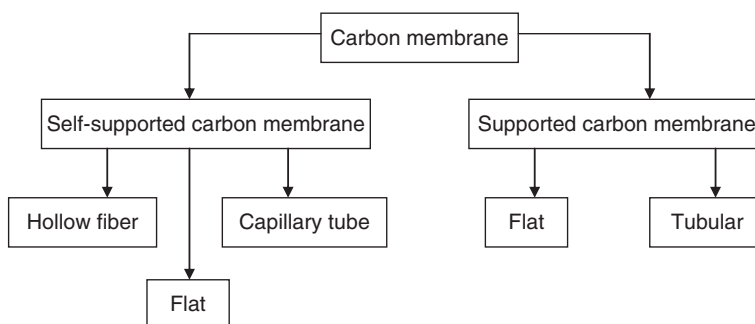 Carbon membrane
Self-supported carbon membrane
Supported carbon membrane
Hollow fiber
Capillary tube
Flat
Tubular
Flat